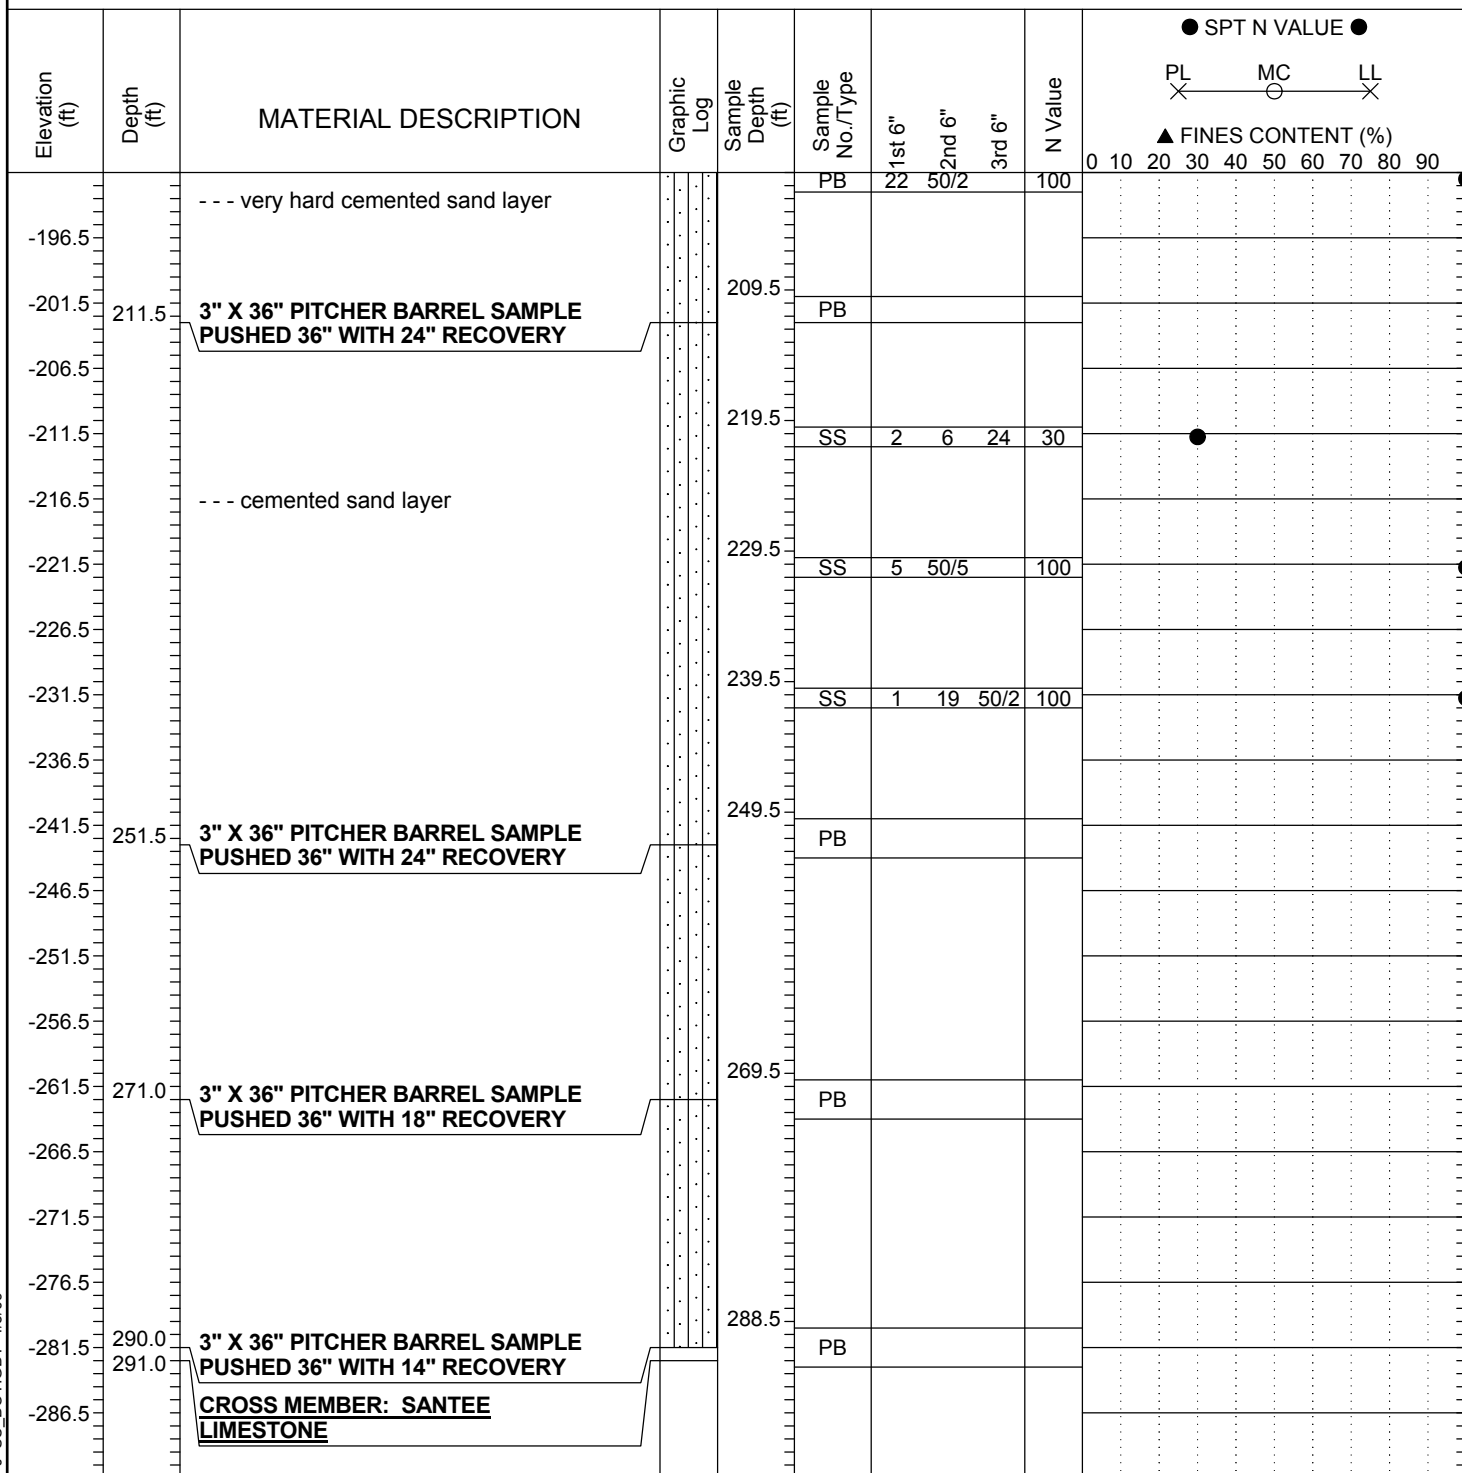 ● SPT N VALUE ●
PL MC LL
▲ FINES CONTENT (%)
0 10 20 30 40 50 60 70 80 90
Elevation (ft)
Depth (ft)
MATERIAL DESCRIPTION
Graphic Log
Sample Depth (ft)
Sample No./Type
1st 6"
2nd 6"
3rd 6"
N Value
PB 22 50/2 100
- - - very hard cemented sand layer
-196.5
209.5
-201.5 211.5 3" X 36" PITCHER BARREL SAMPLE PB
PUSHED 36" WITH 24" RECOVERY
-206.5
219.5
-211.5 SS 2 6 24 30
-216.5 - - - cemented sand layer
229.5
-221.5 SS 5 50/5 100
-226.5
239.5
-231.5 SS 1 19 50/2 100
-236.5
249.5
-241.5 251.5 3" X 36" PITCHER BARREL SAMPLE PB
PUSHED 36" WITH 24" RECOVERY
-246.5
-251.5
-256.5
269.5
-261.5 271.0 3" X 36" PITCHER BARREL SAMPLE PB
PUSHED 36" WITH 18" RECOVERY
-266.5
-271.5
-276.5
288.5
-281.5 290.0 3" X 36" PITCHER BARREL SAMPLE PB
291.0 PUSHED 36" WITH 14" RECOVERY
-286.5 CROSS MEMBER: SANTEE
LIMESTONE